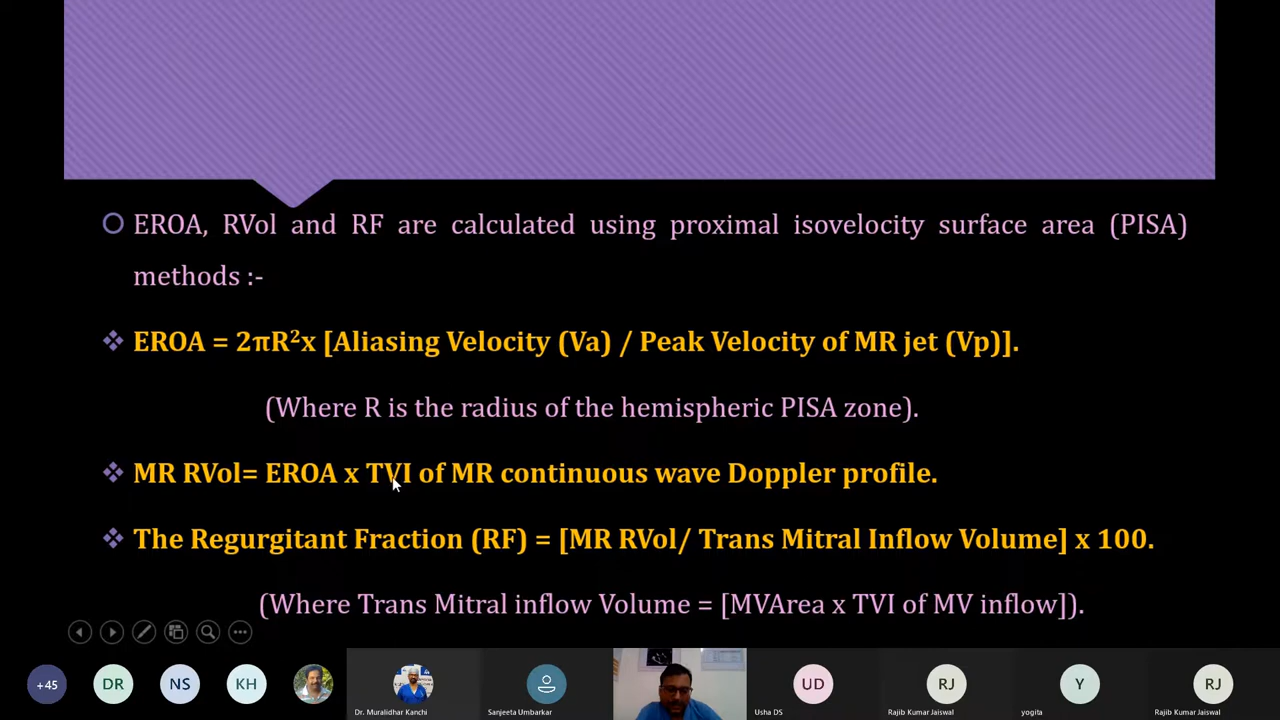 EROA, RVol and RF are calculated using proximal isovelocity surface area (PISA)
methods :-
EROA = 2πR²x [Aliasing Velocity (Va) / Peak Velocity of MR jet (Vp)].
(Where R is the radius of the hemispheric PISA zone).
MR RVol= EROA x TVI of MR continuous wave Doppler profile.
The Regurgitant Fraction (RF) = [MR RVol/ Trans Mitral Inflow Volume] x 100.
(Where Trans Mitral inflow Volume = [MVArea x TVI of MV inflow]).
+45 DR NS KH UD RJ Y RJ
Dr. Muralidhar Kanchi Sanjeeta Umbarkar Usha DS Rajib Kumar Jaiswal yogita Rajib Kumar Jaiswal